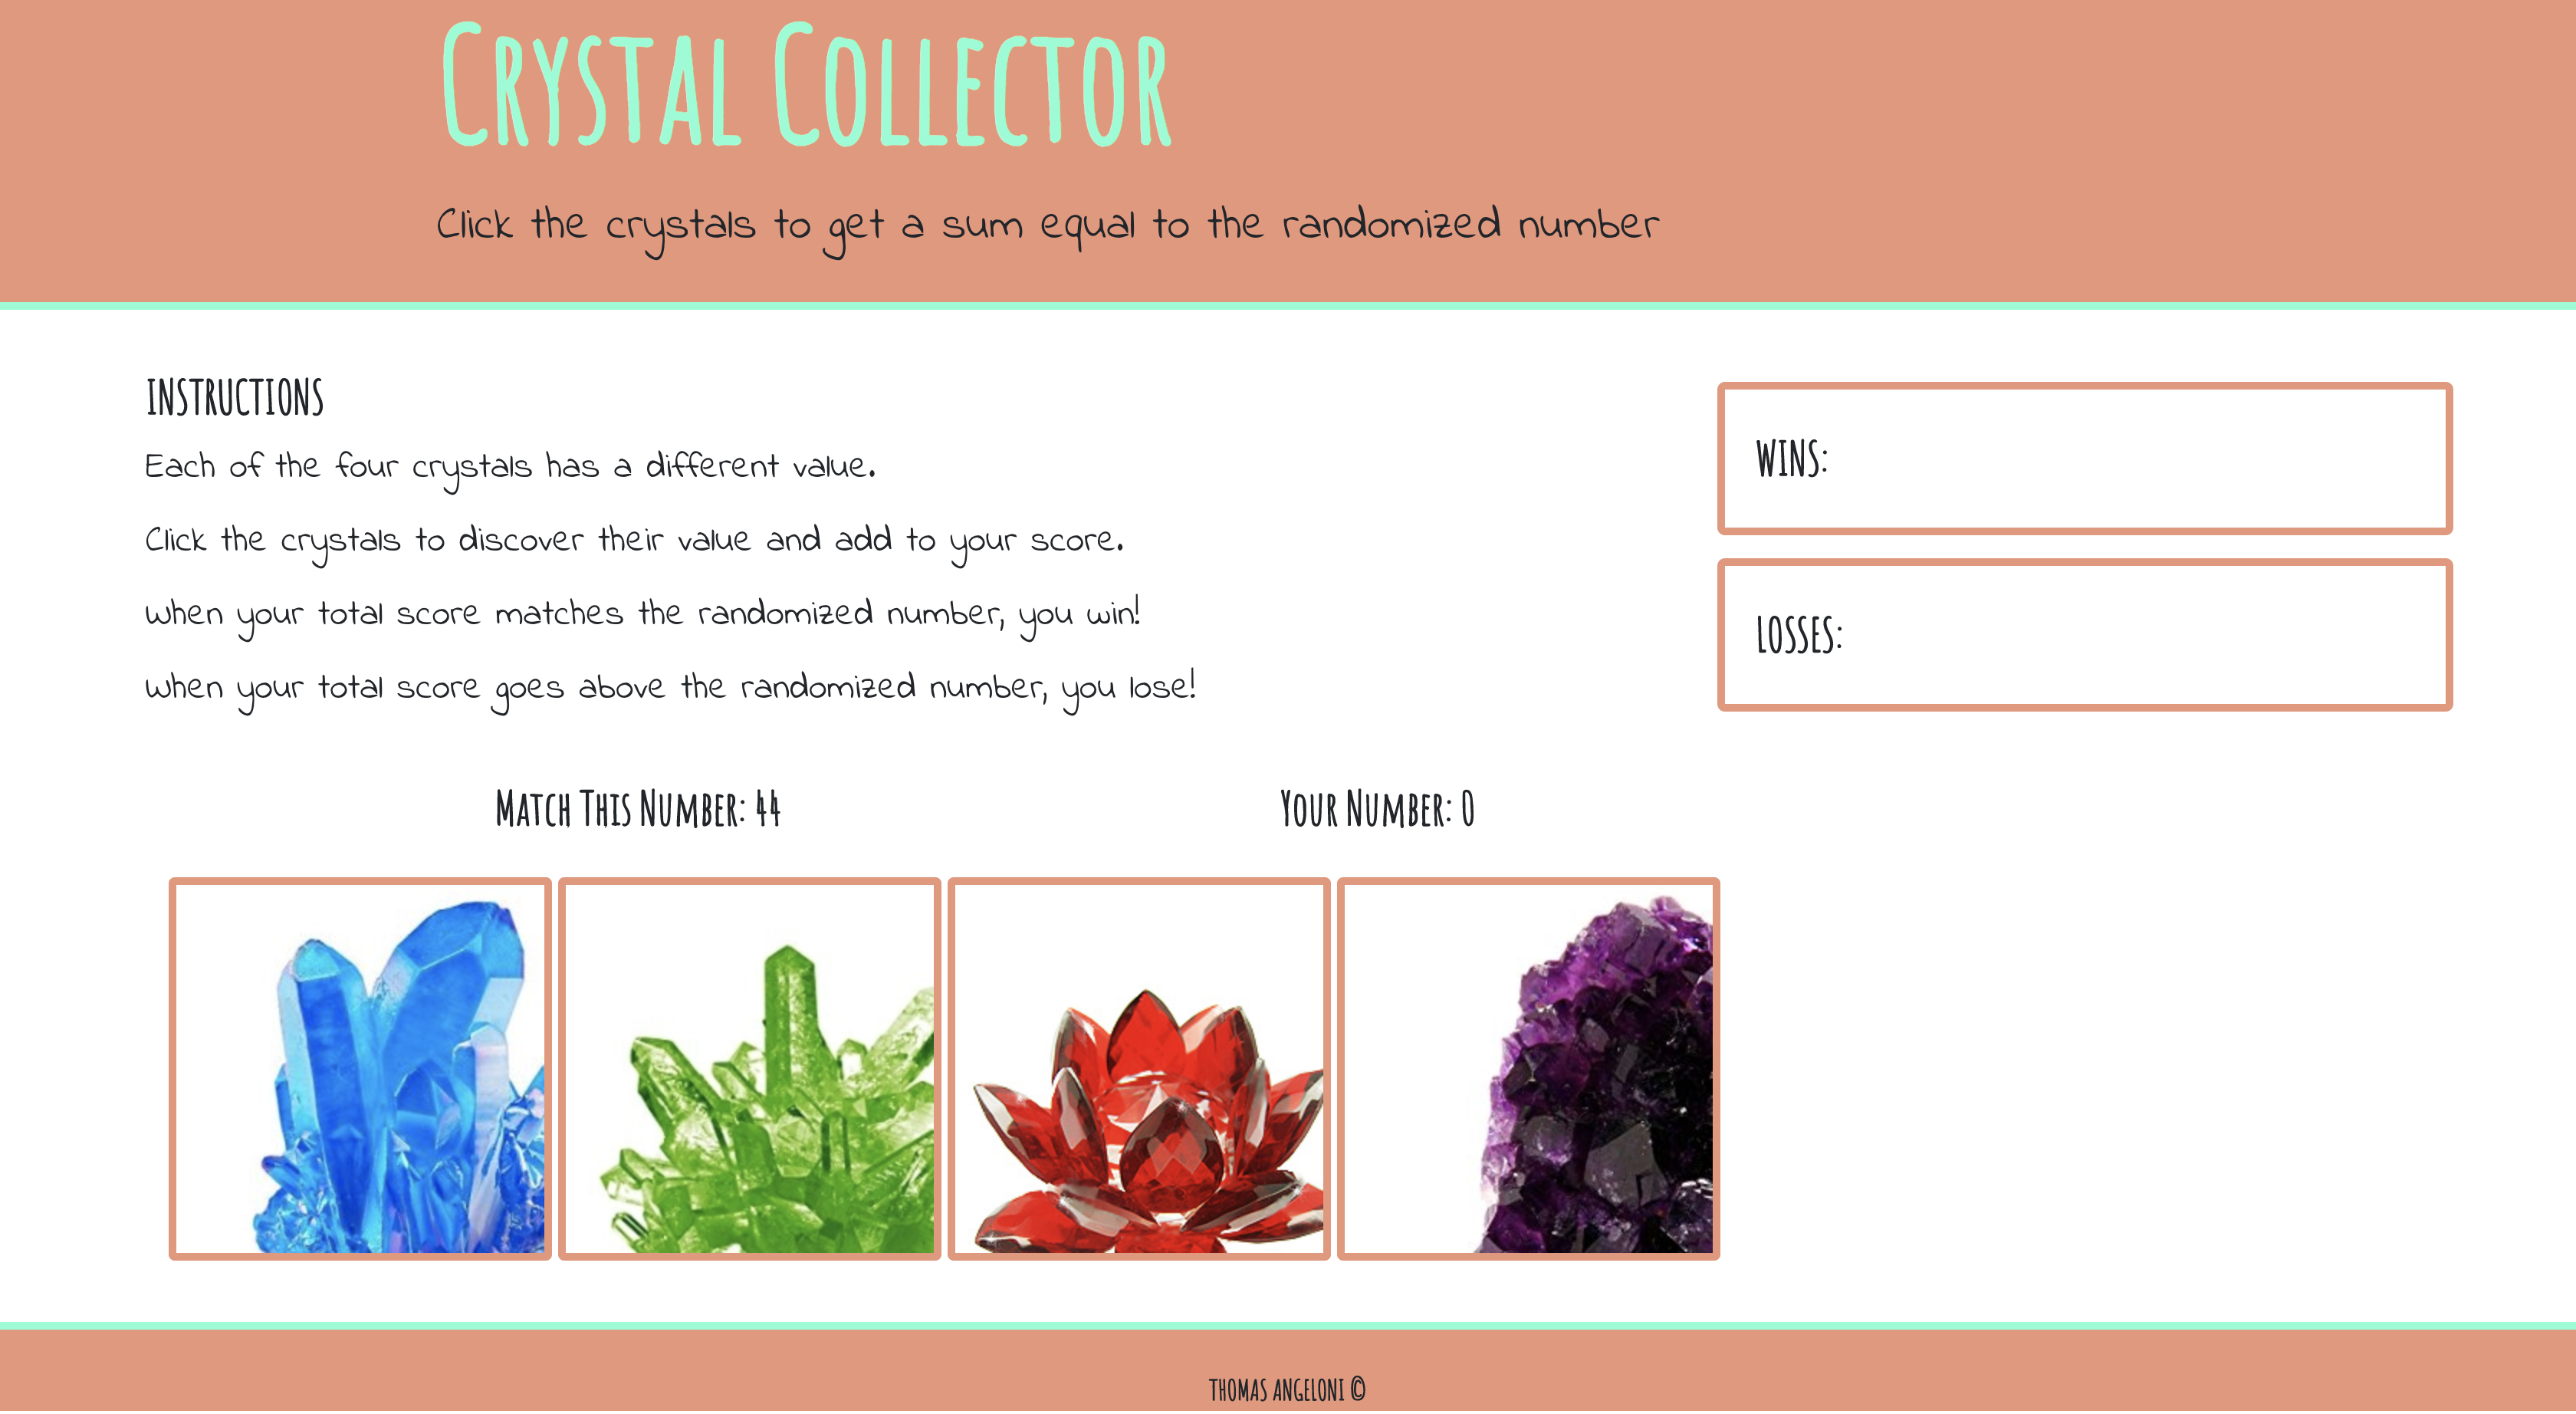 Crystal Collector
Click the crystals to get a sum equal to the randomized number
INSTRUCTIONS
Each of the four crystals has a different value.
Click the crystals to discover their value and add to your score.
When your total score matches the randomized number, you win!
When your total score goes above the randomized number, you lose!
WINS:
LOSSES:
Match This Number: 44
Your Number: 0
THOMAS ANGELONI ©